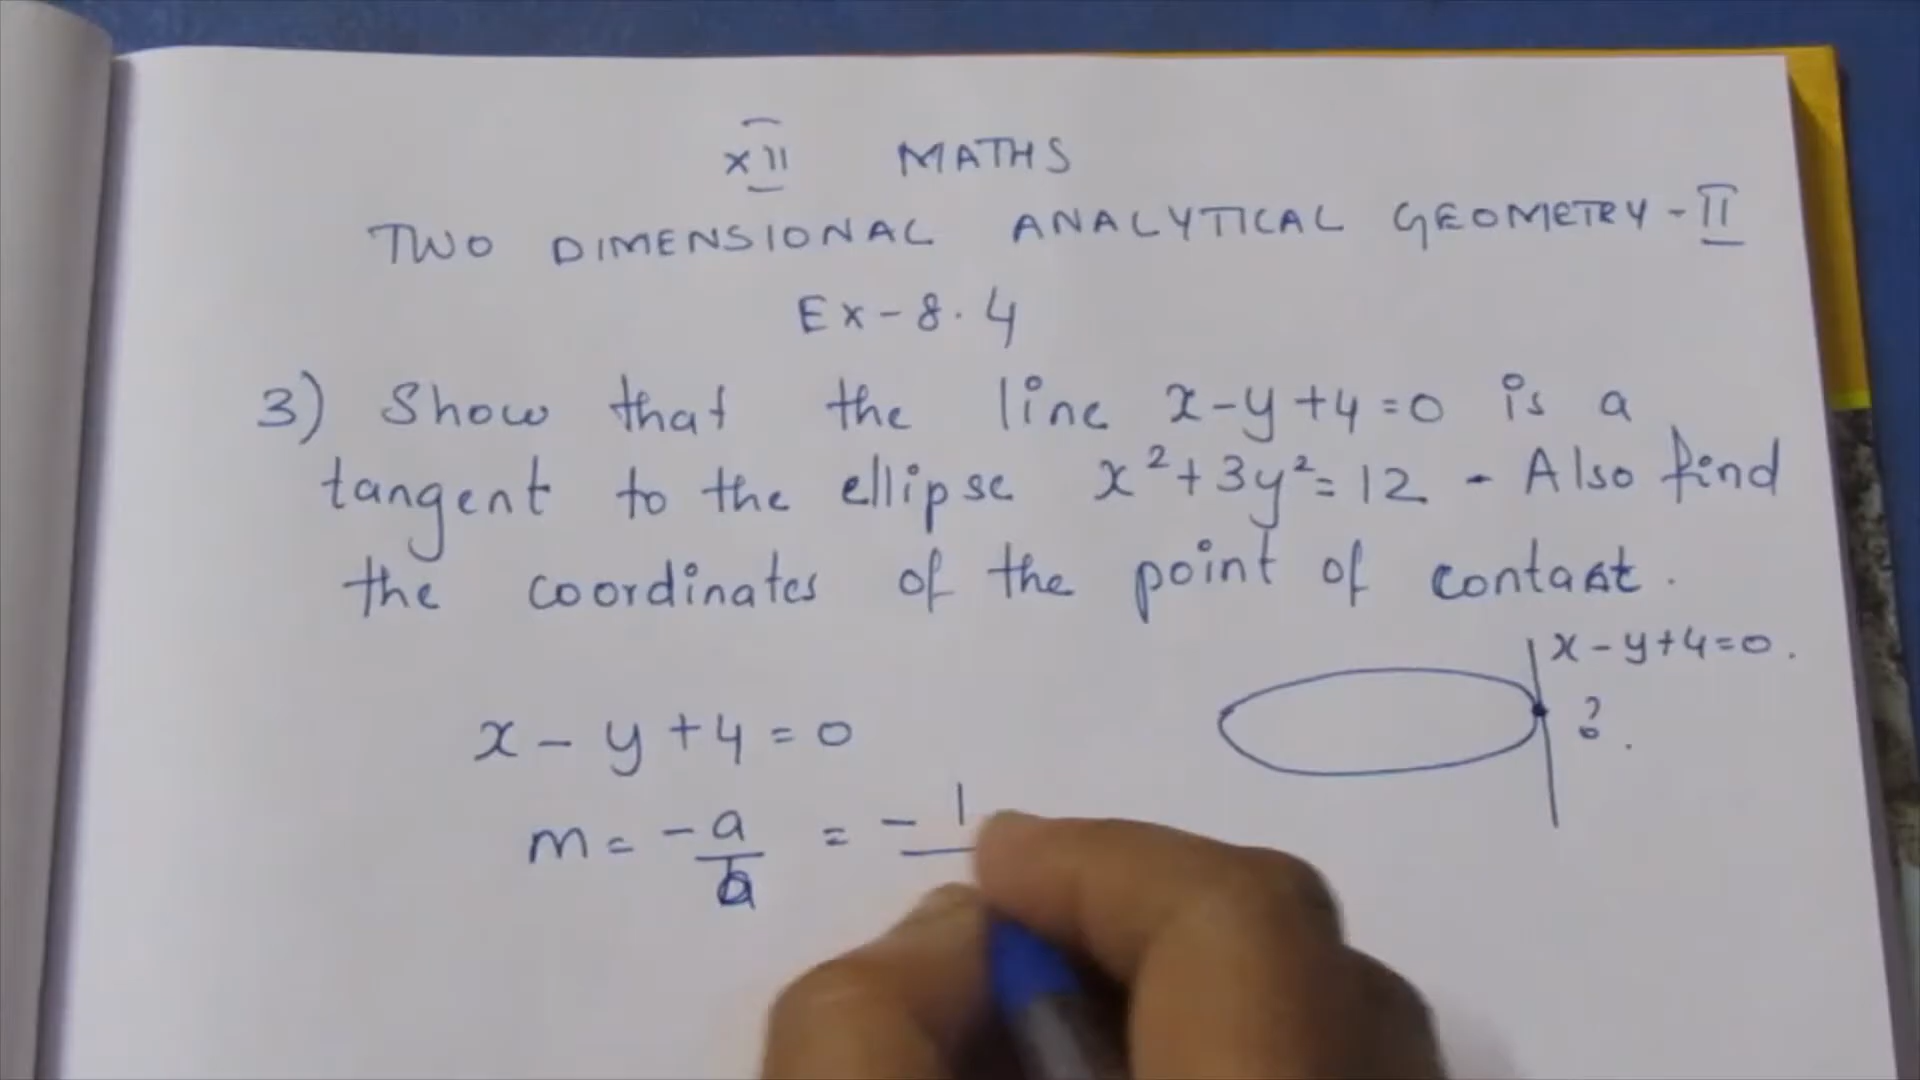 XII MATHS
TWO DIMENSIONAL ANALYTICAL GEOMETRY - II
Ex - 8.4
3) Show that the line x-y+4=0 is a
tangent to the ellipse x²+3y²=12 - Also find
the coordinates of the point of contact.
x-y+4=0.
?.
x - y + 4 = 0
m = -a/b = -1